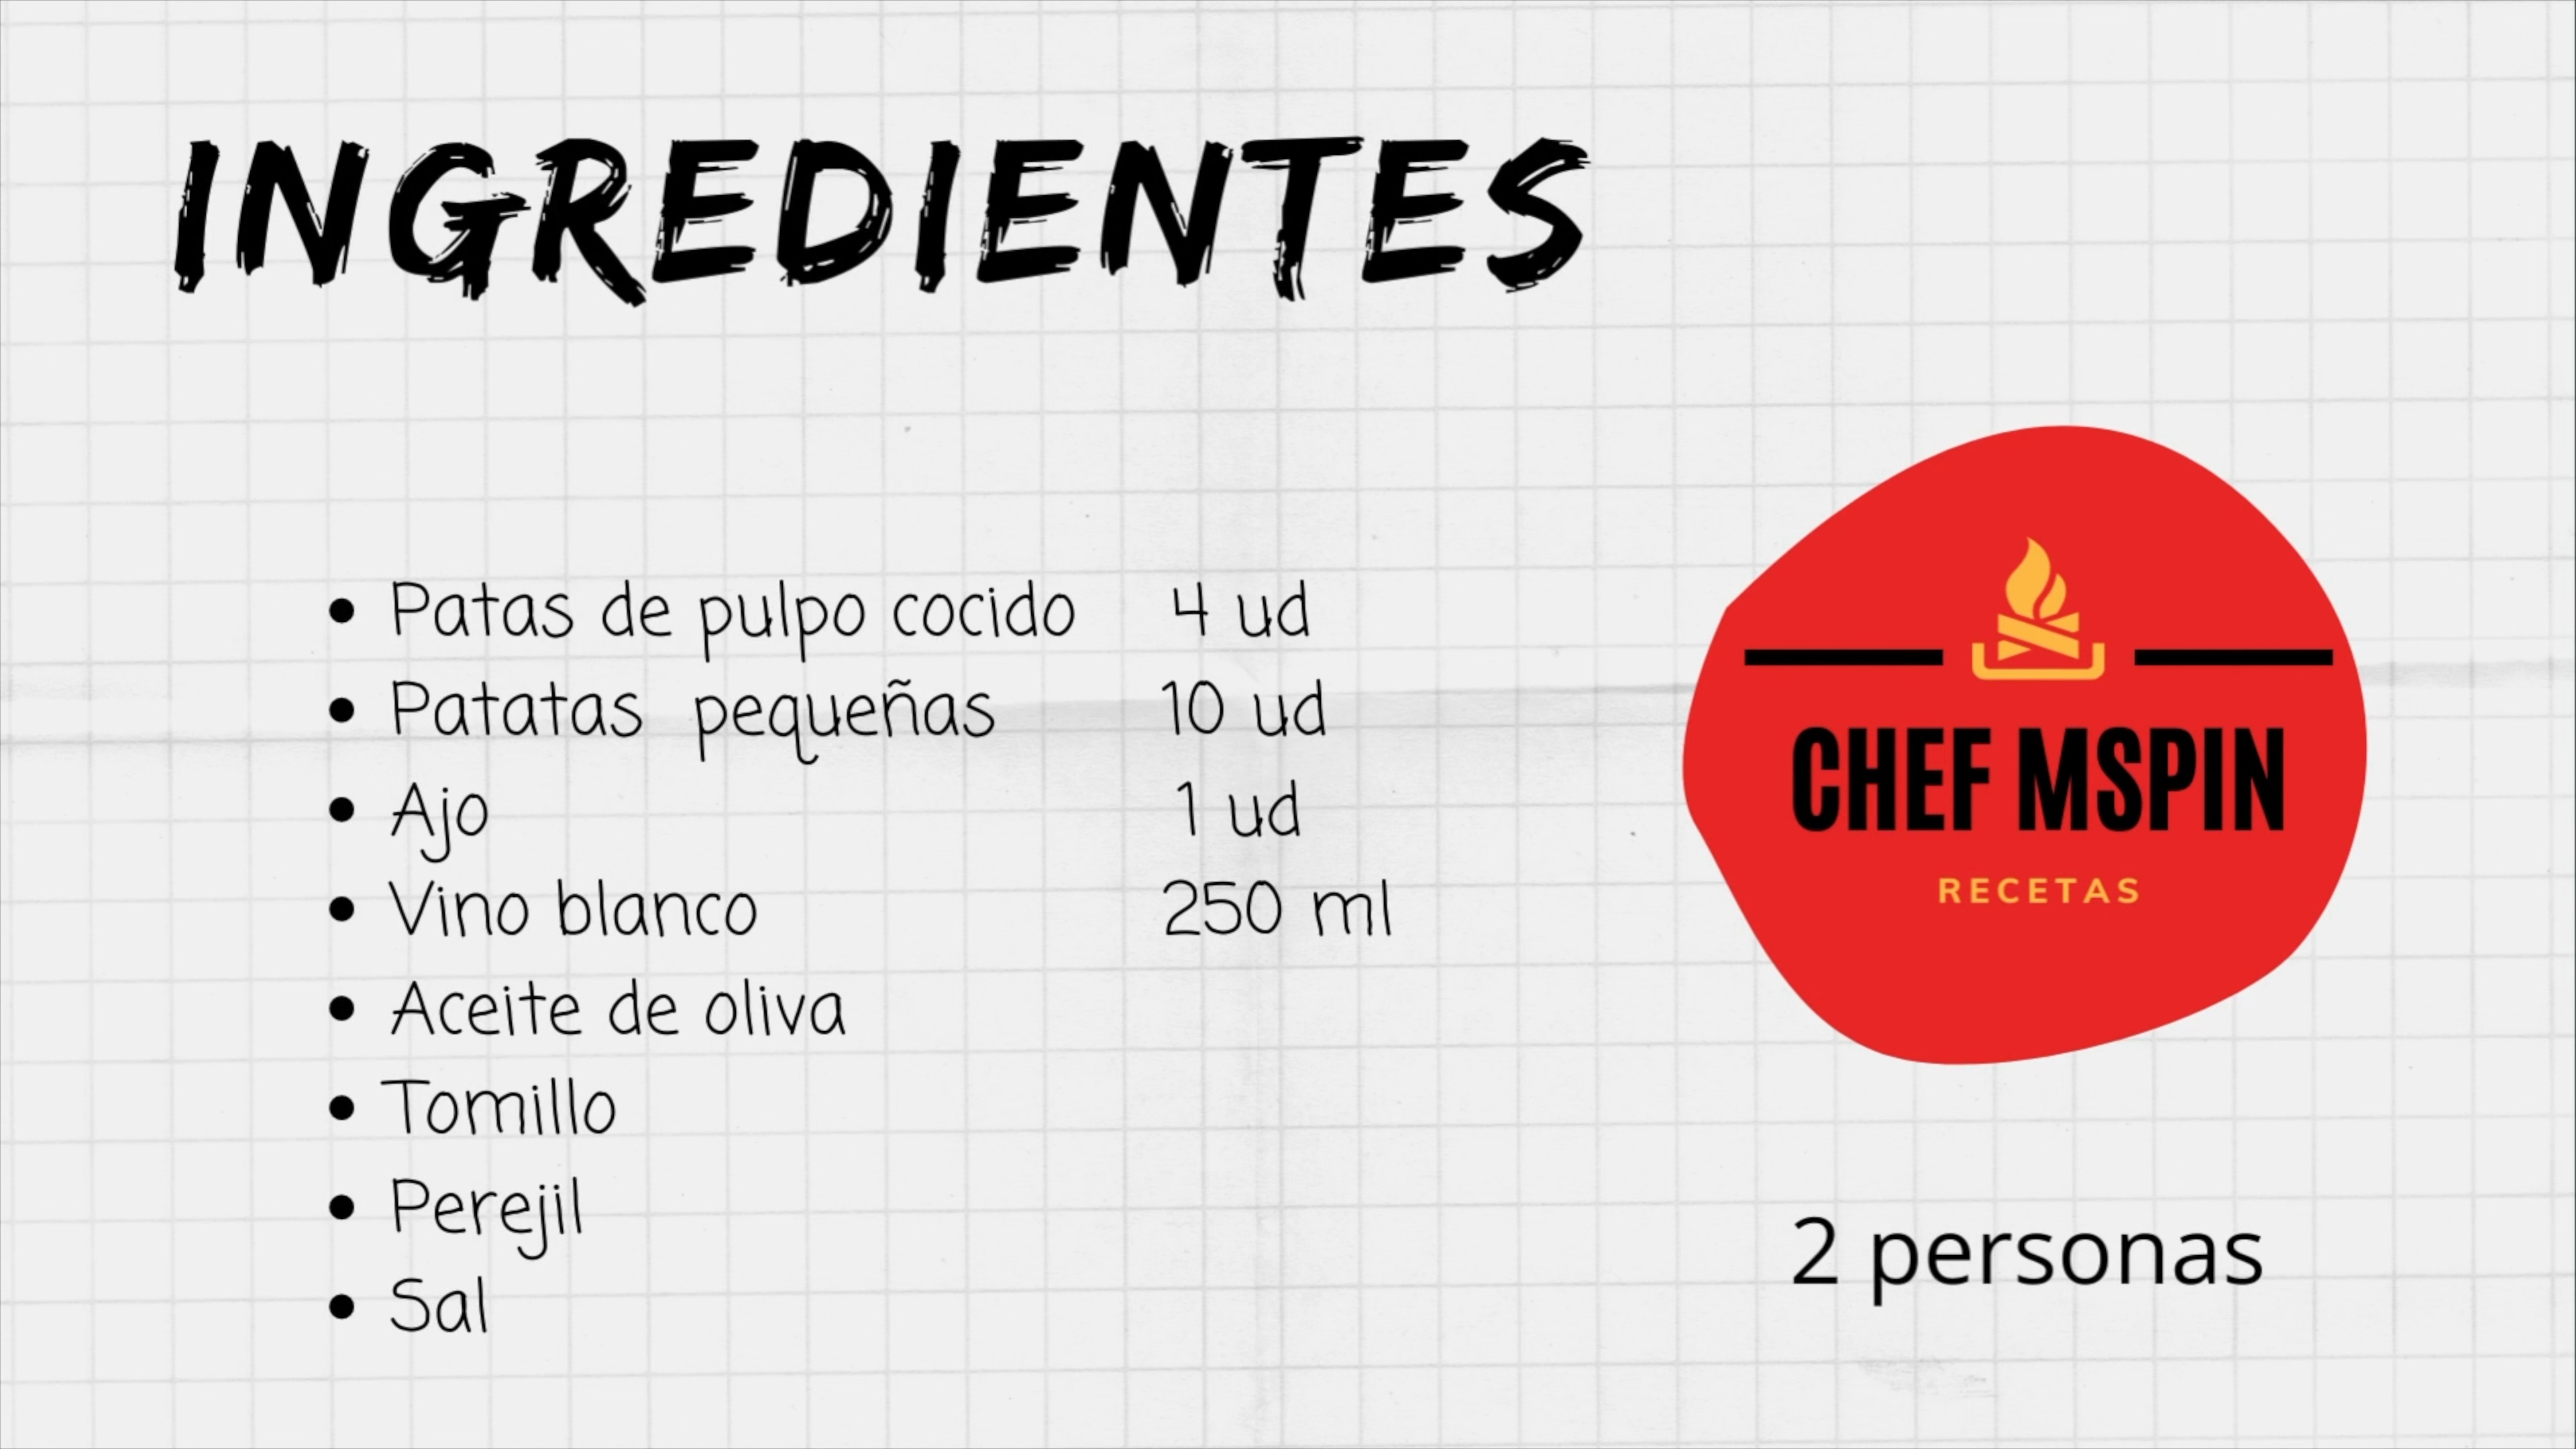 INGREDIENTES
Patas de pulpo cocido 4 ud
Patatas pequeñas 10 ud
Ajo 1 ud
Vino blanco 250 ml
Aceite de oliva
Tomillo
Perejil
Sal
CHEF MSPIN
RECETAS
2 personas